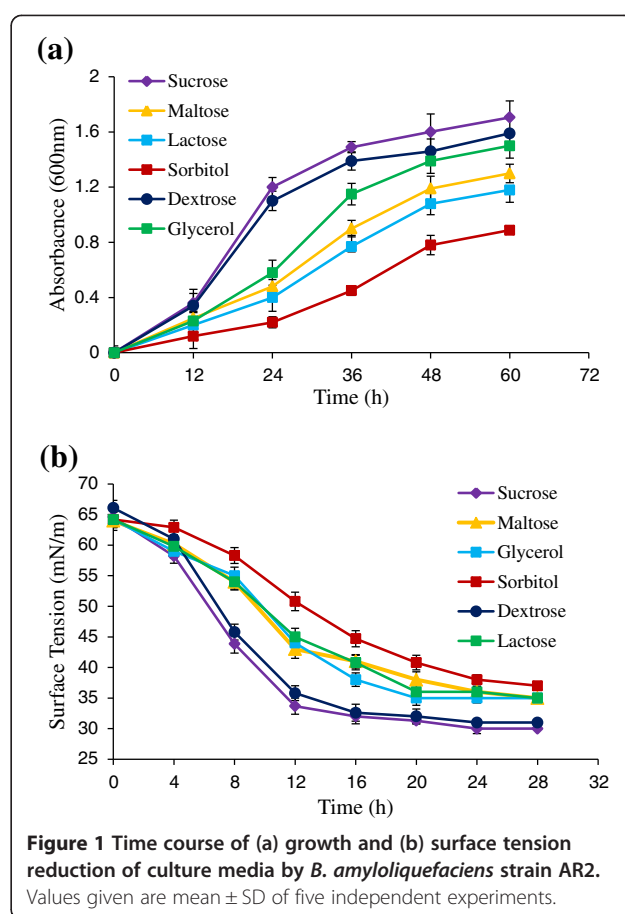 (a)
2
1.6
1.2
0.8
0.4
0
Absorbacnce (600nm)
Sucrose
Maltose
Lactose
Sorbitol
Dextrose
Glycerol
0 12 24 36 48 60 72
Time (h)
(b)
70
65
60
55
50
45
40
35
30
25
Surface Tension (mN/m)
Sucrose
Maltose
Glycerol
Sorbitol
Dextrose
Lactose
0 4 8 12 16 20 24 28 32
Time (h)
Figure 1 Time course of (a) growth and (b) surface tension
reduction of culture media by B. amyloliquefaciens strain AR2.
Values given are mean ± SD of five independent experiments.